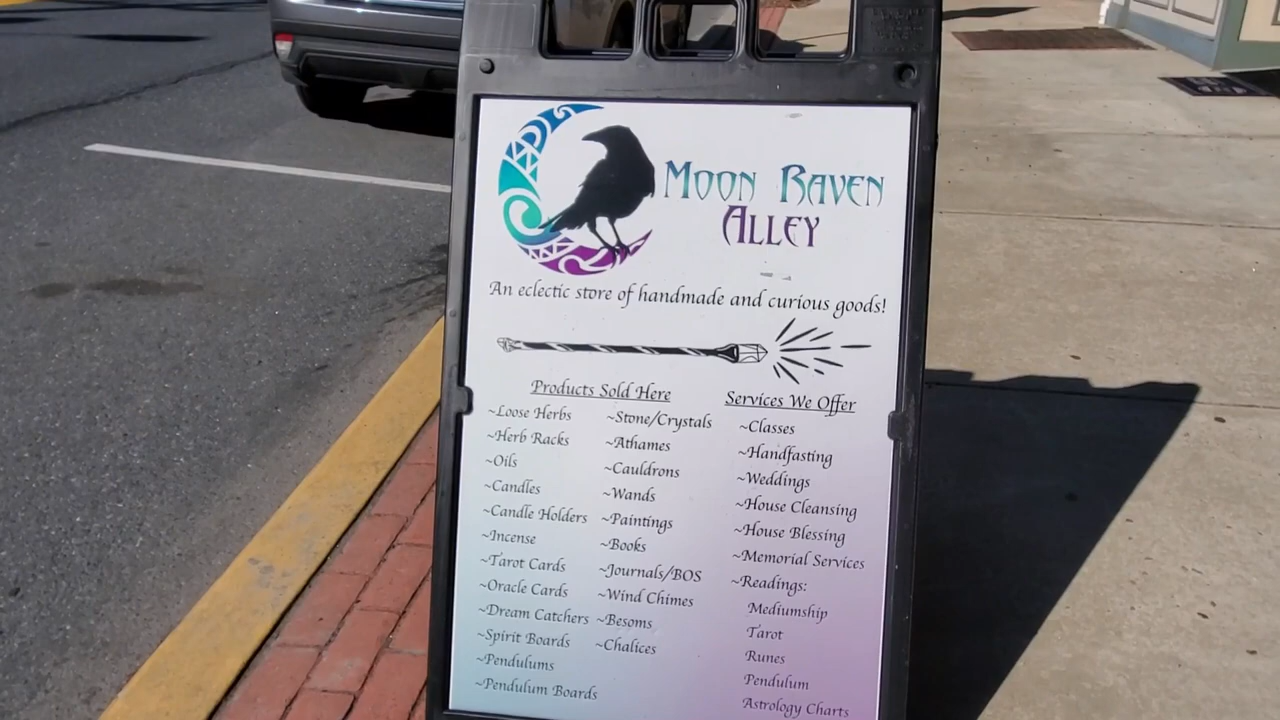 Moon Raven
Alley
An eclectic store of handmade and curious goods!
Products Sold Here
~Loose Herbs
~Herb Racks
~Oils
~Candles
~Candle Holders
~Incense
~Tarot Cards
~Oracle Cards
~Dream Catchers
~Spirit Boards
~Pendulums
~Pendulum Boards
~Stone/Crystals
~Athames
~Cauldrons
~Wands
~Paintings
~Books
~Journals/BOS
~Wind Chimes
~Besoms
~Chalices
Services We Offer
~Classes
~Handfasting
~Weddings
~House Cleansing
~House Blessing
~Memorial Services
~Readings:
Mediumship
Tarot
Runes
Pendulum
Astrology Charts